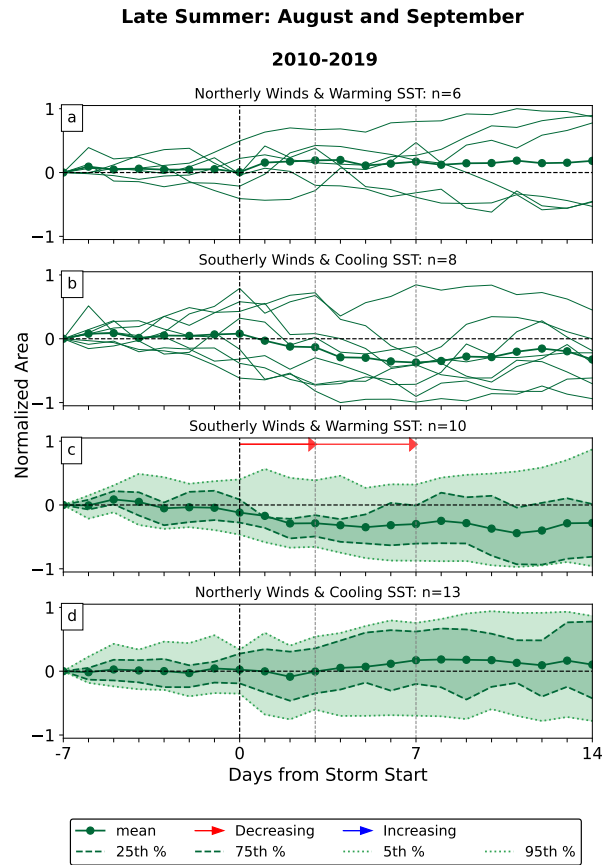 Late Summer: August and September
2010-2019
Northerly Winds & Warming SST: n=6
a
1
0
−1
Southerly Winds & Cooling SST: n=8
b
1
0
−1
Normalized Area
Southerly Winds & Warming SST: n=10
c
1
0
−1
Northerly Winds & Cooling SST: n=13
d
1
0
−1
-7 0 7 14
Days from Storm Start
mean Decreasing Increasing
25th % 75th % 5th % 95th %